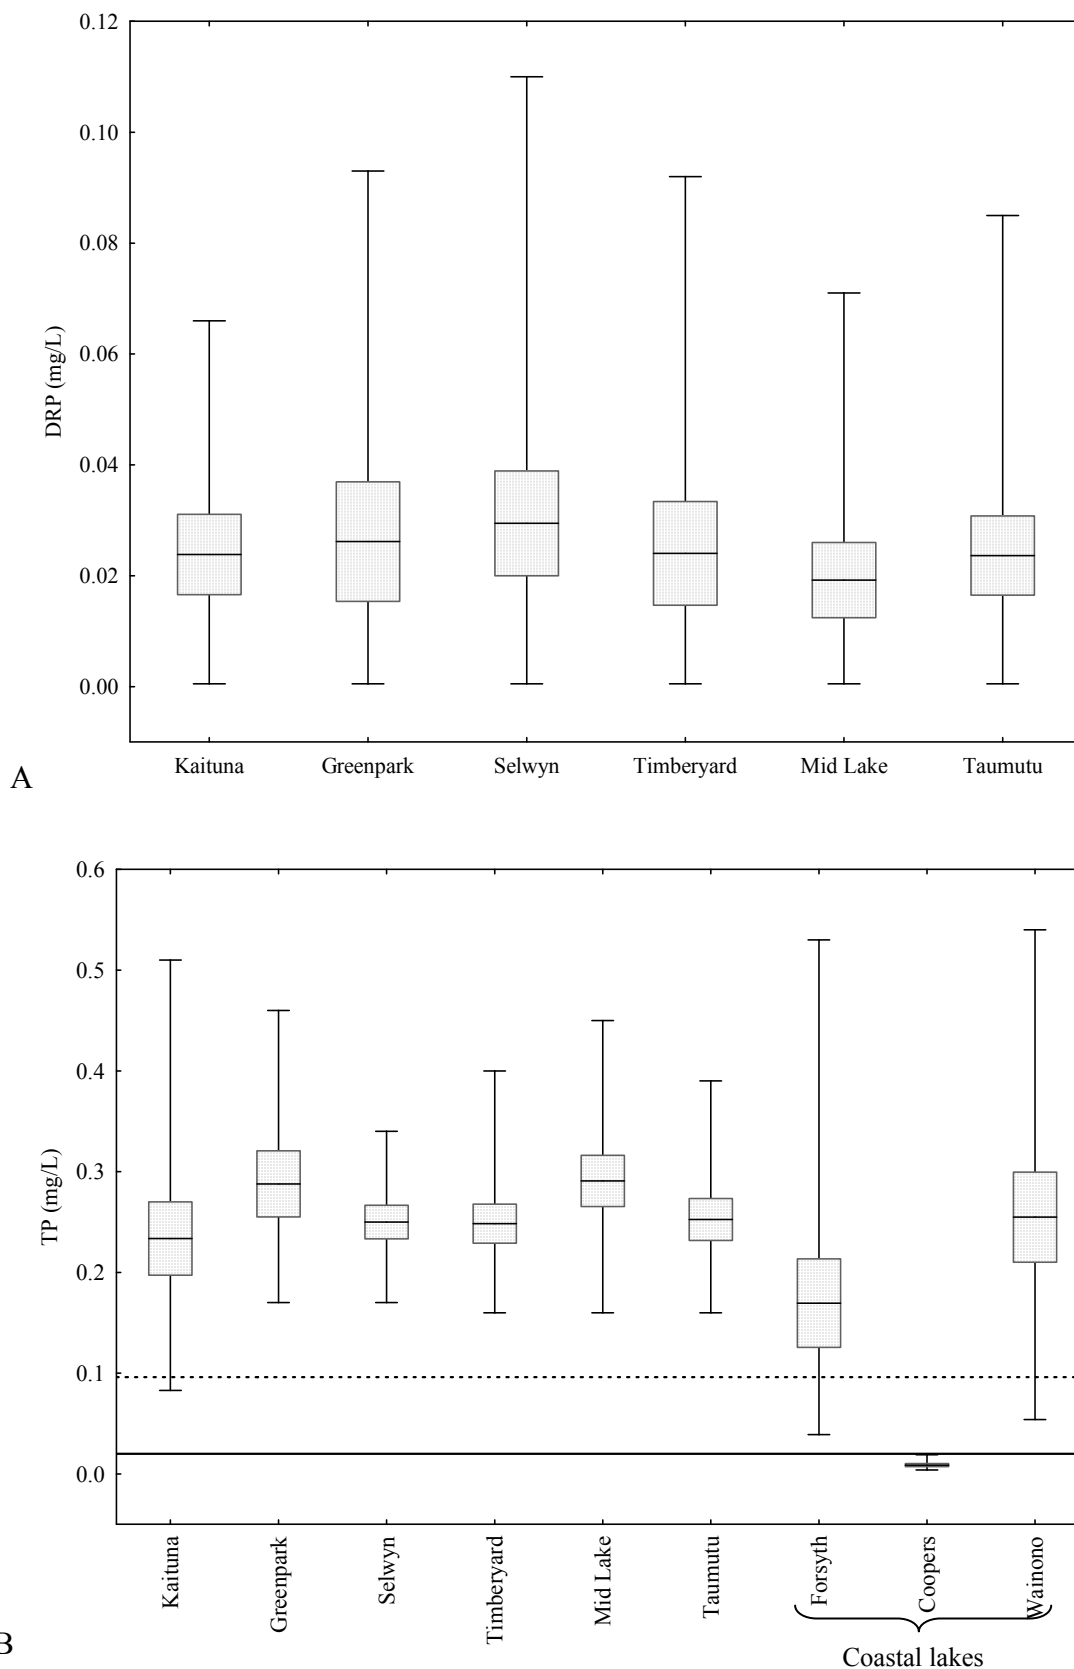 0.12
0.10
0.08
0.06
0.04
0.02
0.00
DRP (mg/L)
Kaituna Greenpark Selwyn Timberyard Mid Lake Taumutu
A
0.6
0.5
0.4
0.3
0.2
0.1
0.0
TP (mg/L)
Kaituna
Greenpark
Selwyn
Timberyard
Mid Lake
Taumutu
Forsyth
Coopers
Wainono
Coastal lakes
B